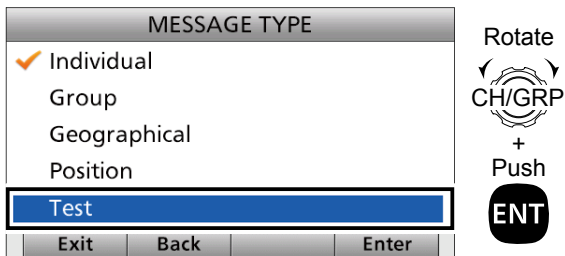 MESSAGE TYPE
Individual
Group
Geographical
Position
Test
Exit Back Enter
Rotate
CH/GRP
+
Push
ENT